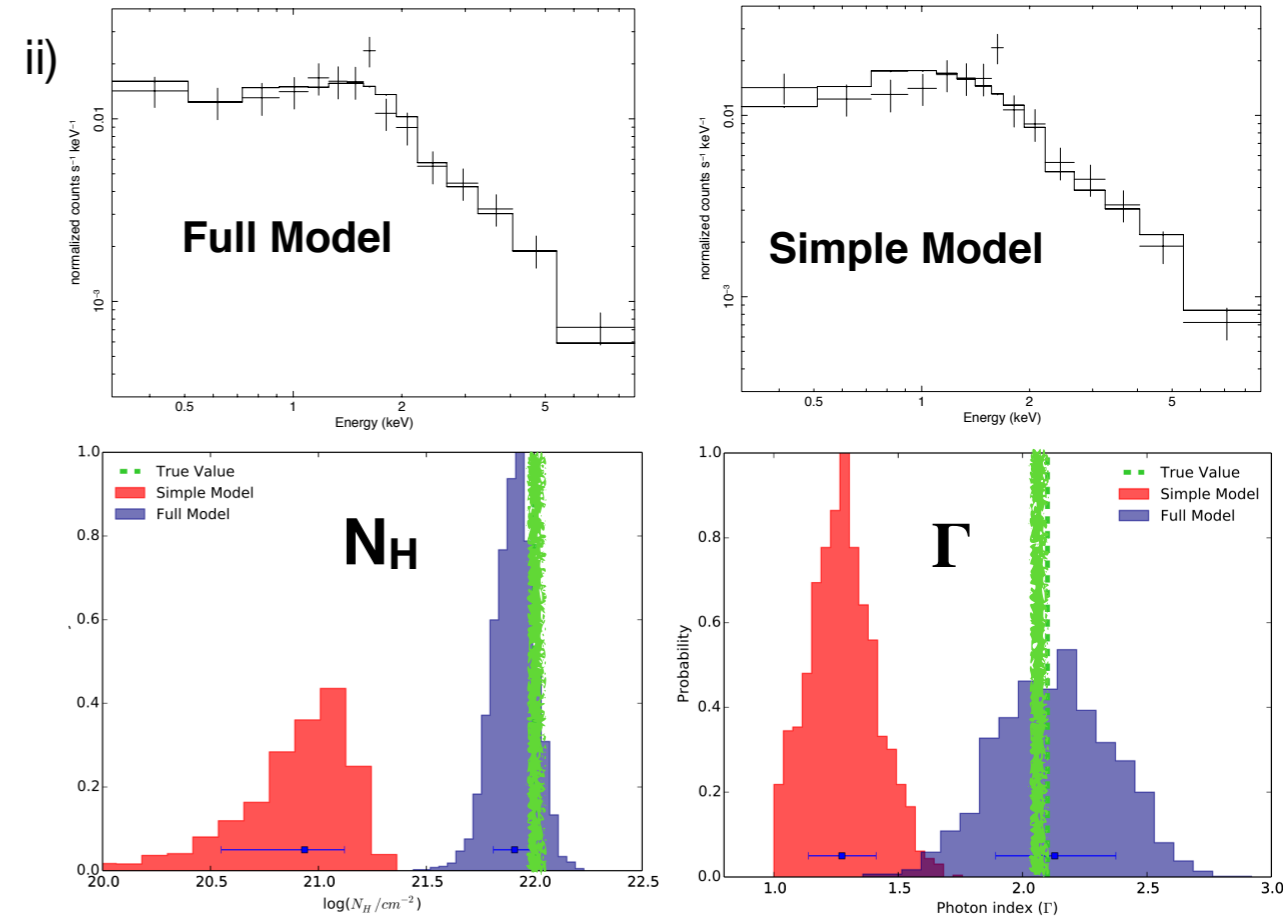 ii)
normalized counts s⁻¹ keV⁻¹
0.01
10⁻³
Full Model
0.5 1 2 5
Energy (keV)
normalized counts s⁻¹ keV⁻¹
0.01
10⁻³
Simple Model
0.5 1 2 5
Energy (keV)
1.0
0.8
0.6
0.4
0.2
0.0
True Value
Simple Model
Full Model
N_H
20.0 20.5 21.0 21.5 22.0 22.5
log(N_H/cm⁻²)
Probability
1.0
0.8
0.6
0.4
0.2
0.0
True Value
Simple Model
Full Model
Γ
1.0 1.5 2.0 2.5 3.0
Photon index (Γ)